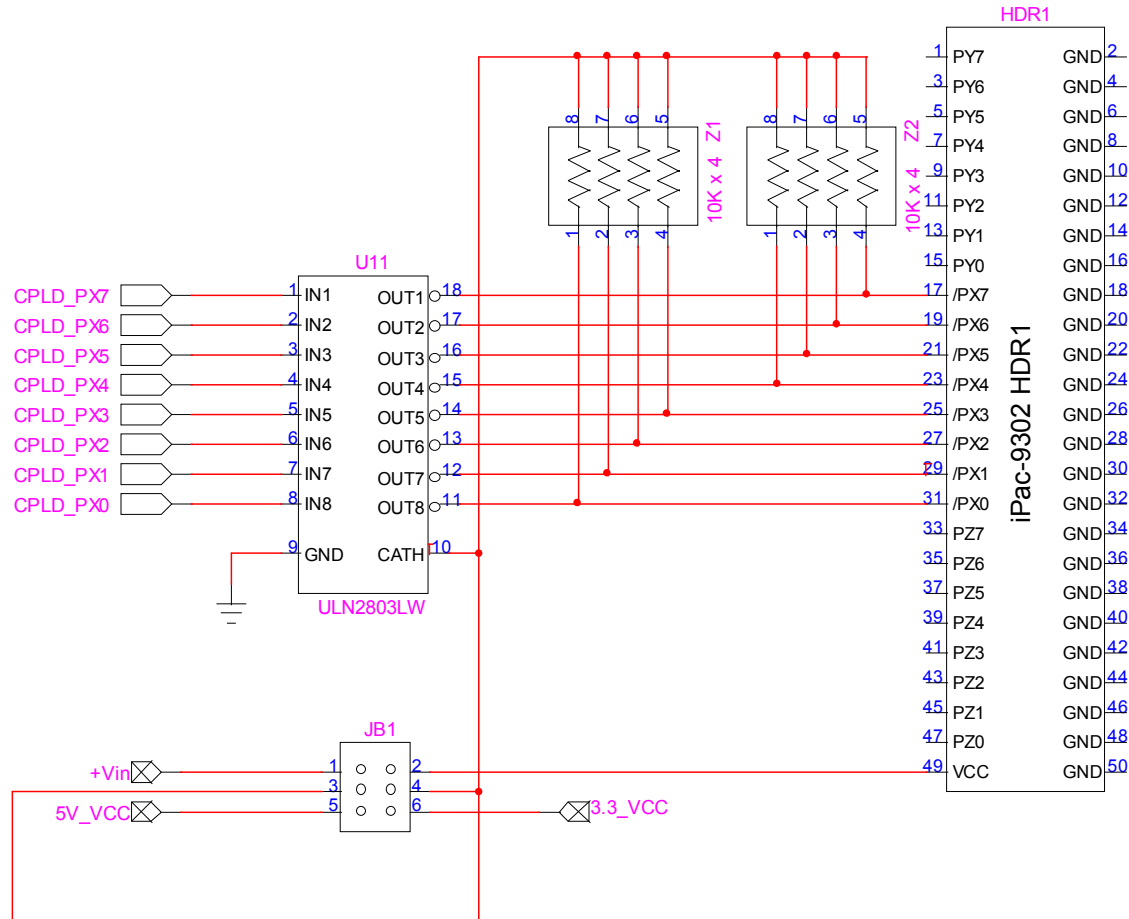 HDR1
1 PY7 GND 2
3 PY6 GND 4
5 PY5 GND 6
7 PY4 GND 8
9 PY3 GND 10
11 PY2 GND 12
13 PY1 GND 14
15 PY0 GND 16
17 /PX7 GND 18
19 /PX6 GND 20
21 /PX5 GND 22
23 /PX4 GND 24
25 /PX3 GND 26
27 /PX2 GND 28
29 /PX1 GND 30
31 /PX0 GND 32
33 PZ7 GND 34
35 PZ6 GND 36
37 PZ5 GND 38
39 PZ4 GND 40
41 PZ3 GND 42
43 PZ2 GND 44
45 PZ1 GND 46
47 PZ0 GND 48
49 VCC GND 50
iPac-9302 HDR1
8 7 6 5
Z1
10K x 4
1 2 3 4
8 7 6 5
Z2
10K x 4
1 2 3 4
U11
CPLD_PX7 1 IN1 OUT1 18
CPLD_PX6 2 IN2 OUT2 17
CPLD_PX5 3 IN3 OUT3 16
CPLD_PX4 4 IN4 OUT4 15
CPLD_PX3 5 IN5 OUT5 14
CPLD_PX2 6 IN6 OUT6 13
CPLD_PX1 7 IN7 OUT7 12
CPLD_PX0 8 IN8 OUT8 11
9 GND CATH 10
ULN2803LW
JB1
+Vin 1 2
3 4
5V_VCC 5 6 3.3_VCC